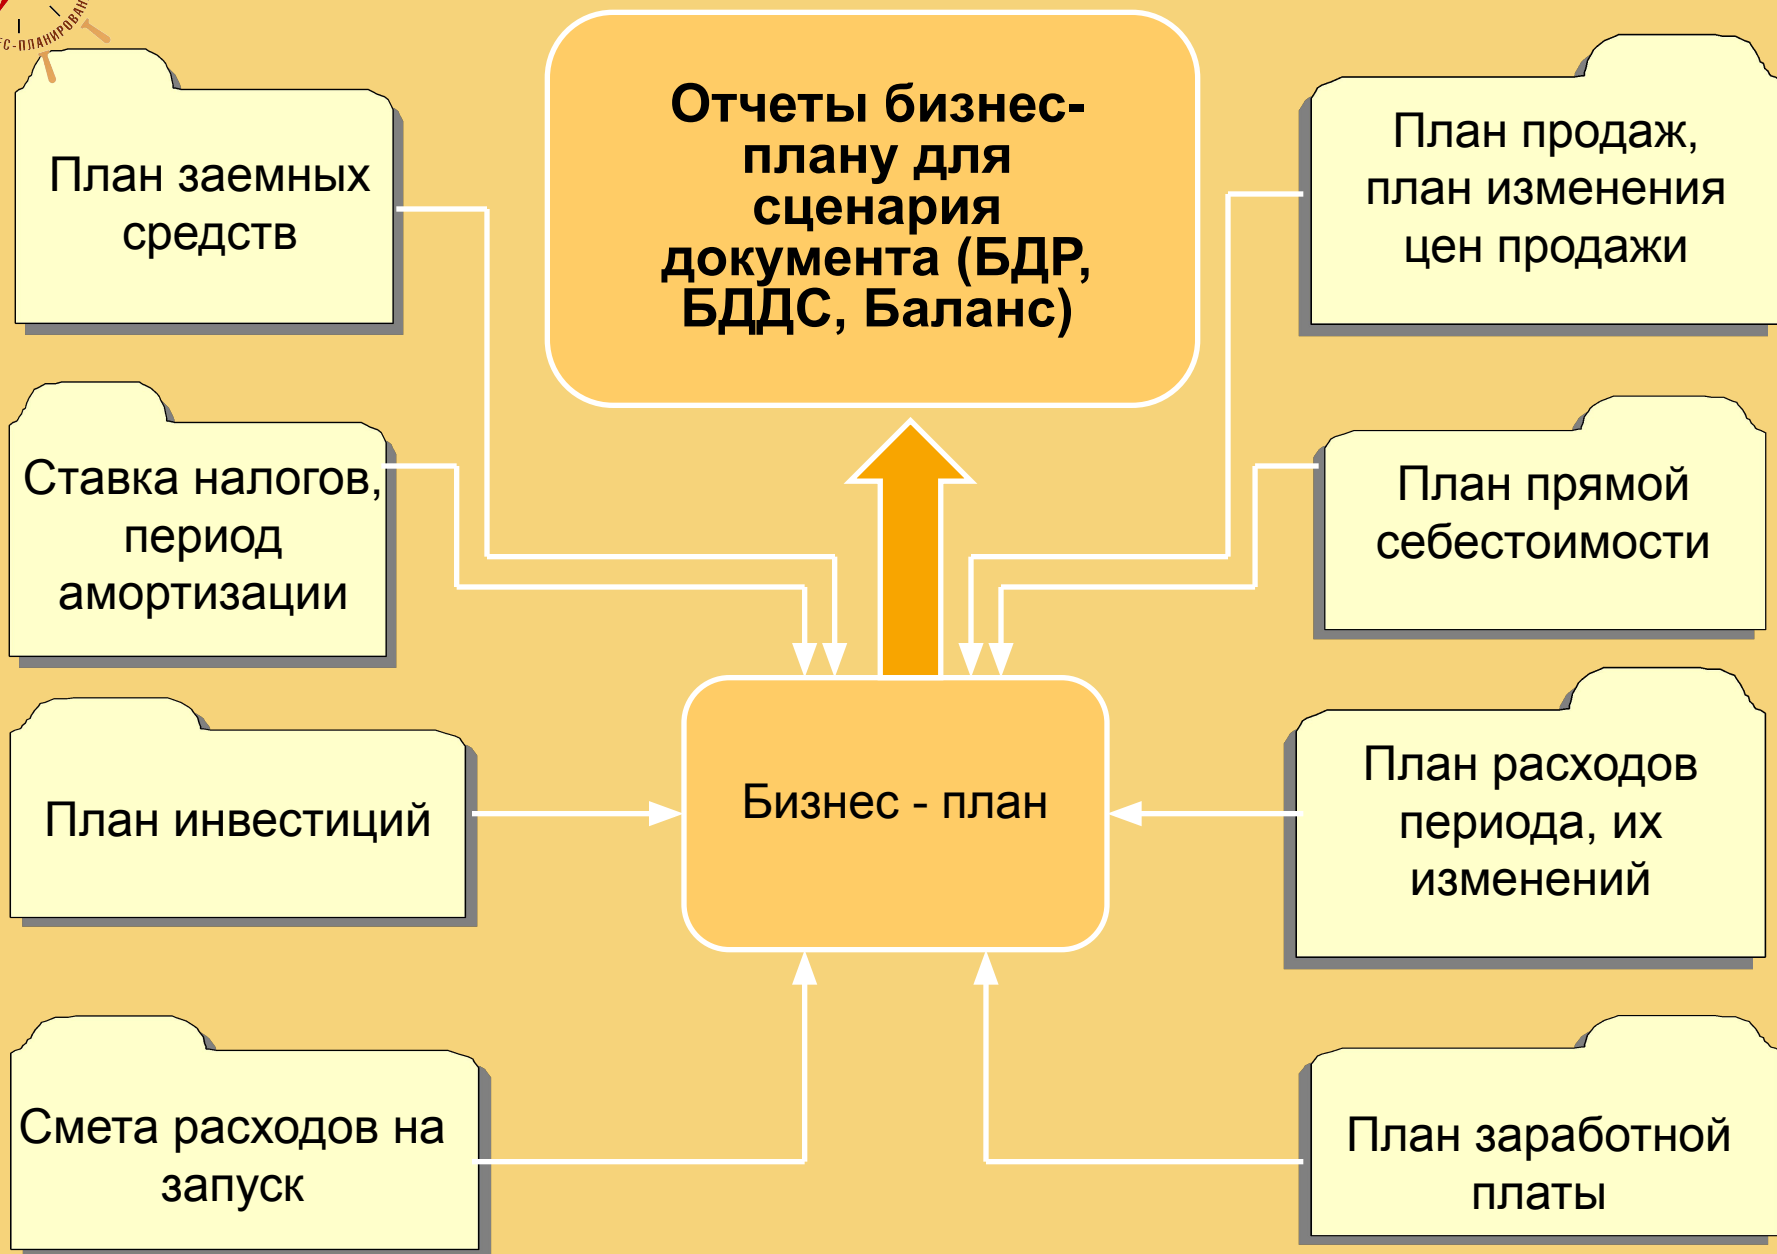 План заемных
средств
Отчеты бизнес-
плану для
сценария
документа (БДР,
БДДС, Баланс)
План продаж,
план изменения
цен продажи
Ставка налогов,
период
амортизации
План прямой
себестоимости
План инвестиций
Бизнес - план
План расходов
периода, их
изменений
Смета расходов на
запуск
План заработной
платы